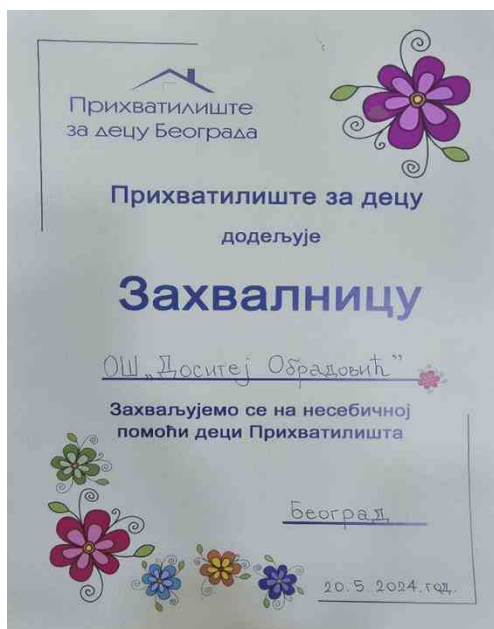 Прихватилиште
за децу Београда
Прихватилиште за децу
додељује
Захвалницу
ОШ „Доситеј Обрадовић”
Захваљујемо се на несебичној
помоћи деци Прихватилишта
Београд
20.5.2024.год.